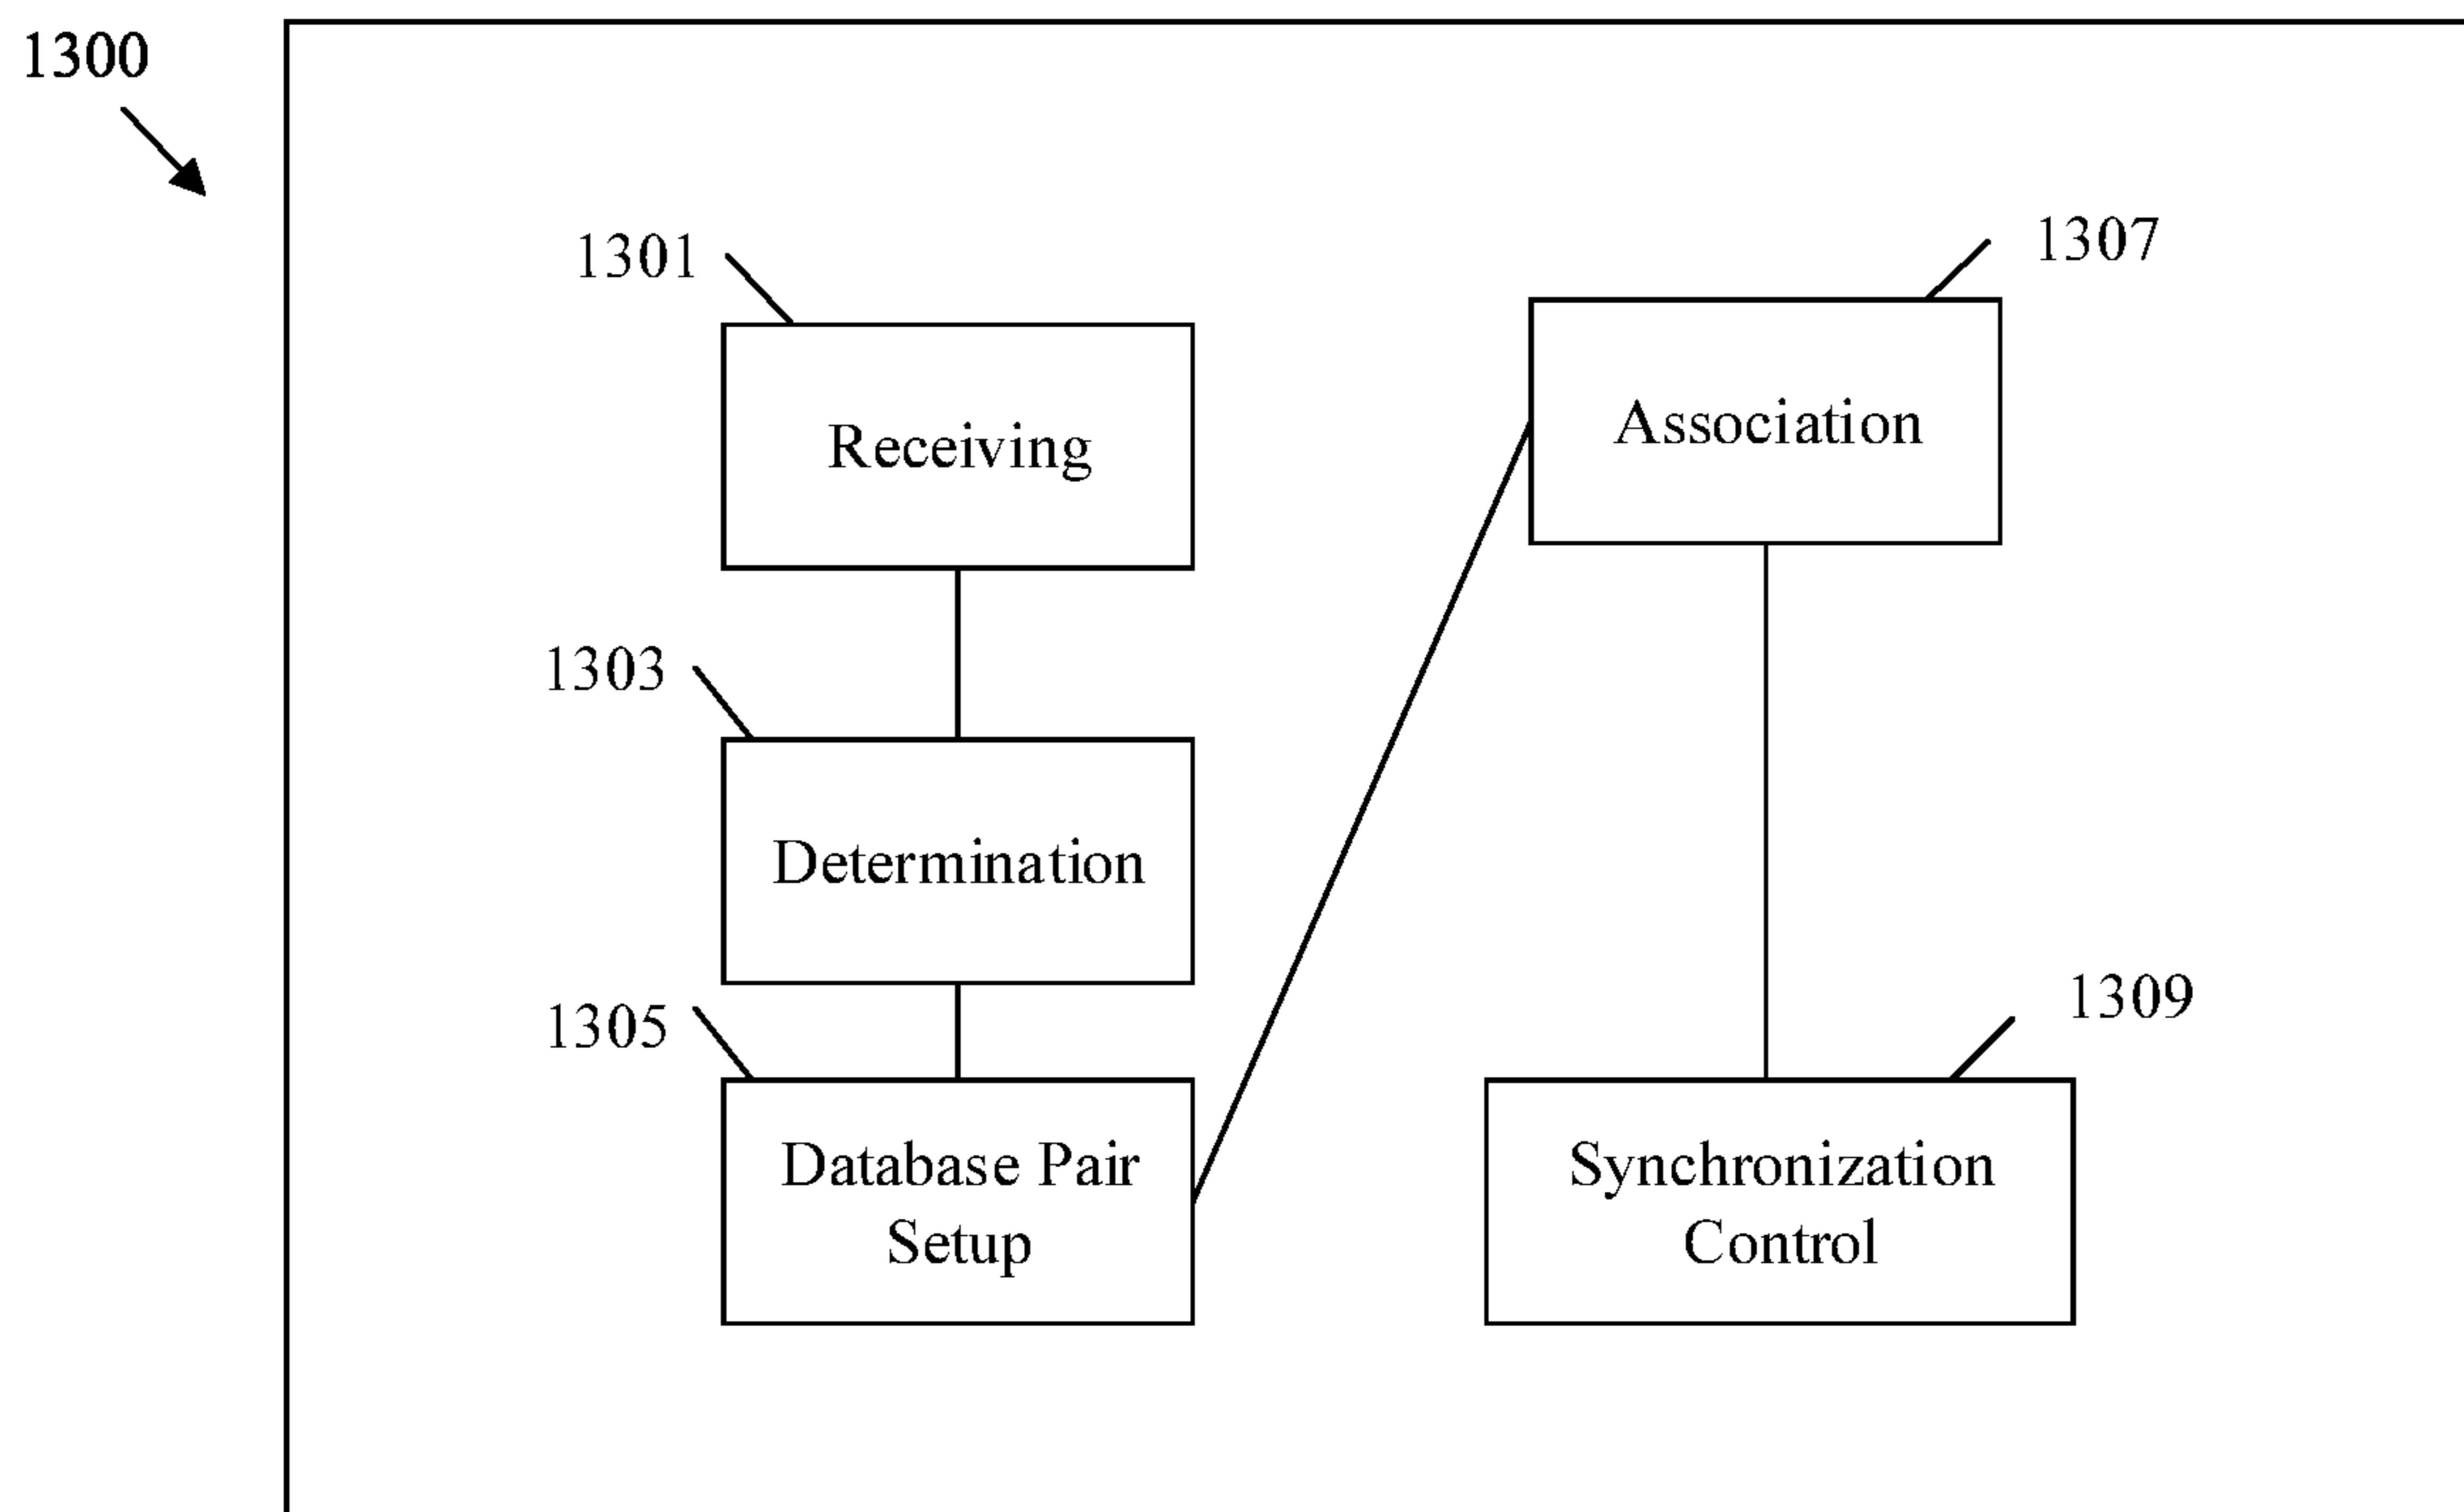 1300
1301
Receiving
1303
Determination
1305
Database Pair
Setup
1307
Association
1309
Synchronization
Control